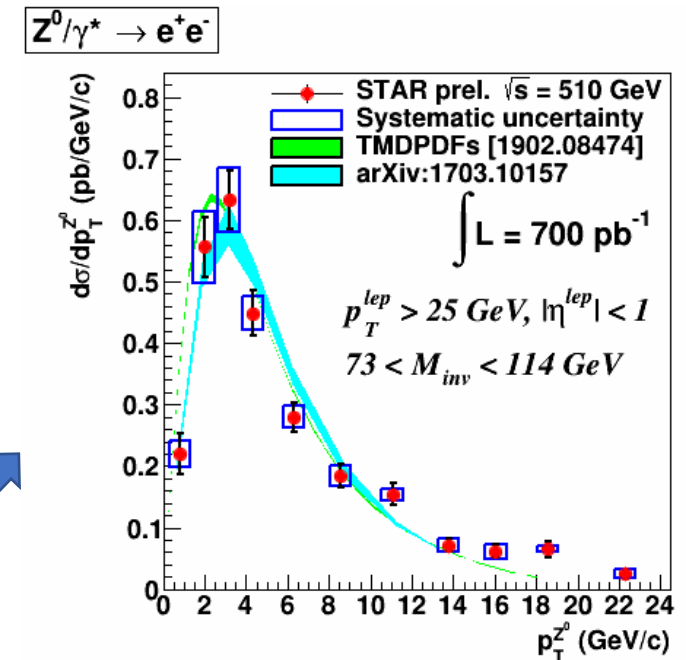 Z⁰/γ* → e⁺e⁻
STAR prel. √s = 510 GeV
Systematic uncertainty
TMDPDFs [1902.08474]
arXiv:1703.10157
∫L = 700 pb⁻¹
p_T^lep > 25 GeV, |η^lep| < 1
73 < M_inv < 114 GeV
dσ/dp_T^Z⁰ (pb/GeV/c)
0.8
0.7
0.6
0.5
0.4
0.3
0.2
0.1
0
0 2 4 6 8 10 12 14 16 18 20 22 24
p_T^Z⁰ (GeV/c)